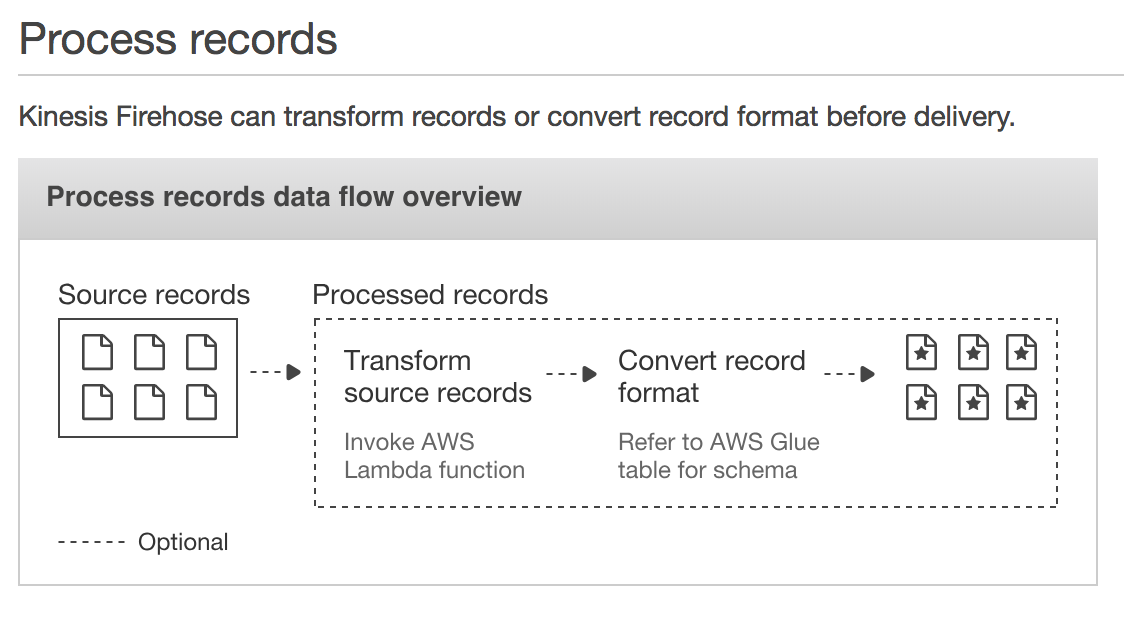 Process records
Kinesis Firehose can transform records or convert record format before delivery.
Process records data flow overview
Source records
Processed records
Transform
source records
Invoke AWS
Lambda function
Convert record
format
Refer to AWS Glue
table for schema
Optional